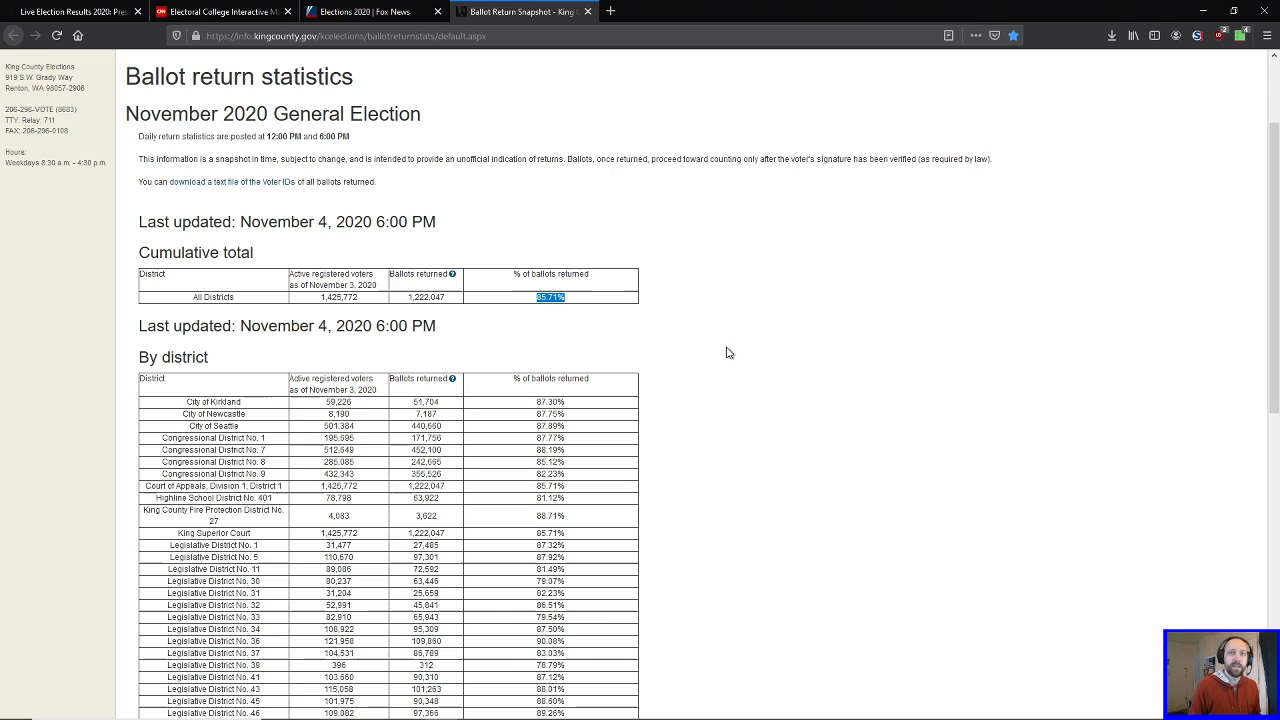 Live Election Results 2020: Pres
Electoral College Interactive Ma
Elections 2020 | Fox News
Ballot Return Snapshot - King C
https://info.kingcounty.gov/kcelections/ballotreturnstats/default.aspx
King County Elections
919 S.W. Grady Way
Renton, WA 98057-2906
206-296-VOTE (8683)
TTY: Relay: 711
FAX: 206-296-0108
Hours:
Weekdays 8:30 a.m. - 4:30 p.m.
Ballot return statistics
November 2020 General Election
Daily return statistics are posted at 12:00 PM and 6:00 PM
This information is a snapshot in time, subject to change, and is intended to provide an unofficial indication of returns. Ballots, once returned, proceed toward counting only after the voter's signature has been verified (as required by law).
You can download a text file of the Voter IDs of all ballots returned.
Last updated: November 4, 2020 6:00 PM
Cumulative total
District Active registered voters as of November 3, 2020 Ballots returned % of ballots returned
All Districts 1,425,772 1,222,047 85.71%
Last updated: November 4, 2020 6:00 PM
By district
District Active registered voters as of November 3, 2020 Ballots returned % of ballots returned
City of Kirkland 59,226 51,704 87.30%
City of Newcastle 8,190 7,187 87.75%
City of Seattle 501,384 440,660 87.89%
Congressional District No. 1 195,695 171,756 87.77%
Congressional District No. 7 512,649 452,100 88.19%
Congressional District No. 8 285,085 242,665 85.12%
Congressional District No. 9 432,343 355,526 82.23%
Court of Appeals, Division 1, District 1 1,425,772 1,222,047 85.71%
Highline School District No. 401 78,798 63,922 81.12%
King County Fire Protection District No. 27 4,083 3,622 88.71%
King Superior Court 1,425,772 1,222,047 85.71%
Legislative District No. 1 31,477 27,485 87.32%
Legislative District No. 5 110,670 97,301 87.92%
Legislative District No. 11 89,086 72,592 81.49%
Legislative District No. 30 80,237 63,446 79.07%
Legislative District No. 31 31,204 25,659 82.23%
Legislative District No. 32 52,991 45,841 86.51%
Legislative District No. 33 82,910 65,943 79.54%
Legislative District No. 34 108,922 95,309 87.50%
Legislative District No. 36 121,958 109,860 90.08%
Legislative District No. 37 104,531 86,789 83.03%
Legislative District No. 39 396 312 78.79%
Legislative District No. 41 103,660 90,310 87.12%
Legislative District No. 43 115,058 101,263 88.01%
Legislative District No. 45 101,975 90,348 88.60%
Legislative District No. 46 109,082 97,366 89.26%